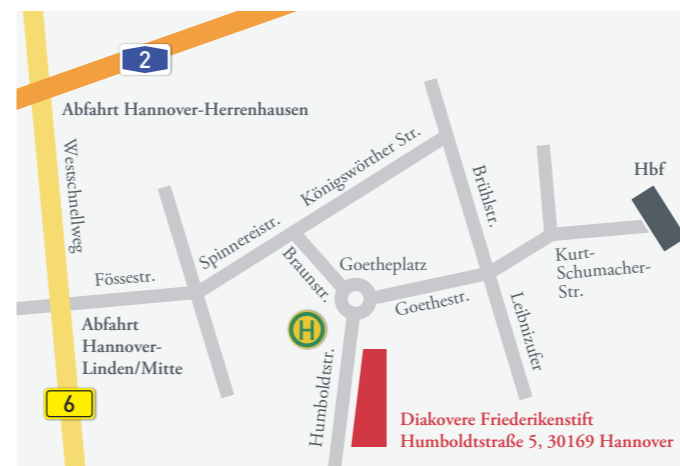 2
Abfahrt Hannover-Herrenhausen
Westschnellweg
Königswörther Str.
Brühlstr.
Hbf
Spinnereistr.
Braunstr.
Goetheplatz
Fössestr.
Goethestr.
Kurt-
Schumacher-
Str.
Leibnizufer
Abfahrt
Hannover-
Linden/Mitte
H
Humboldtstr.
6
Diakovere Friederikenstift
Humboldtstraße 5, 30169 Hannover